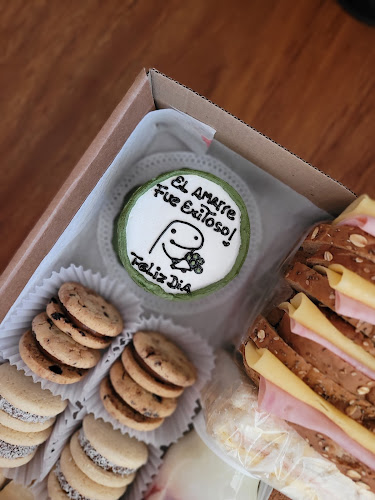 El Amarre
Fue Exitoso!
Feliz Día